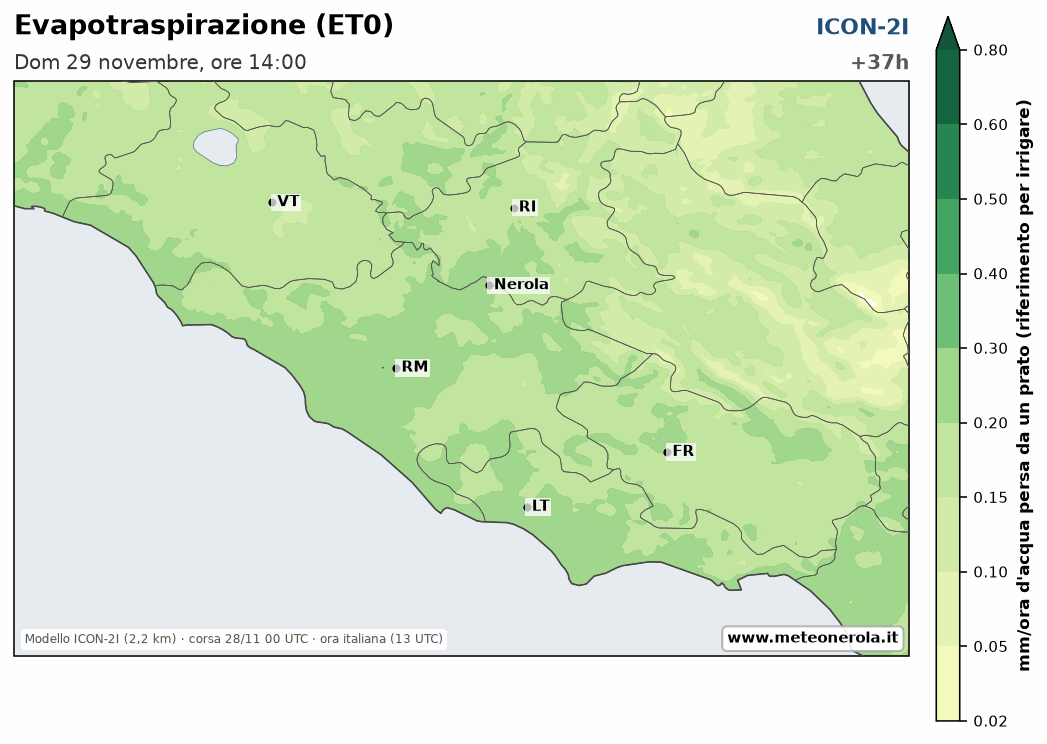 Evapotraspirazione (ET0)
ICON-2I
Dom 29 novembre, ore 14:00
+37h
VT
RI
Nerola
RM
FR
LT
Modello ICON-2I (2,2 km) · corsa 28/11 00 UTC · ora italiana (13 UTC)
www.meteonerola.it
0.80
0.60
0.50
0.40
0.30
0.20
0.15
0.10
0.05
0.02
mm/ora d'acqua persa da un prato (riferimento per irrigare)